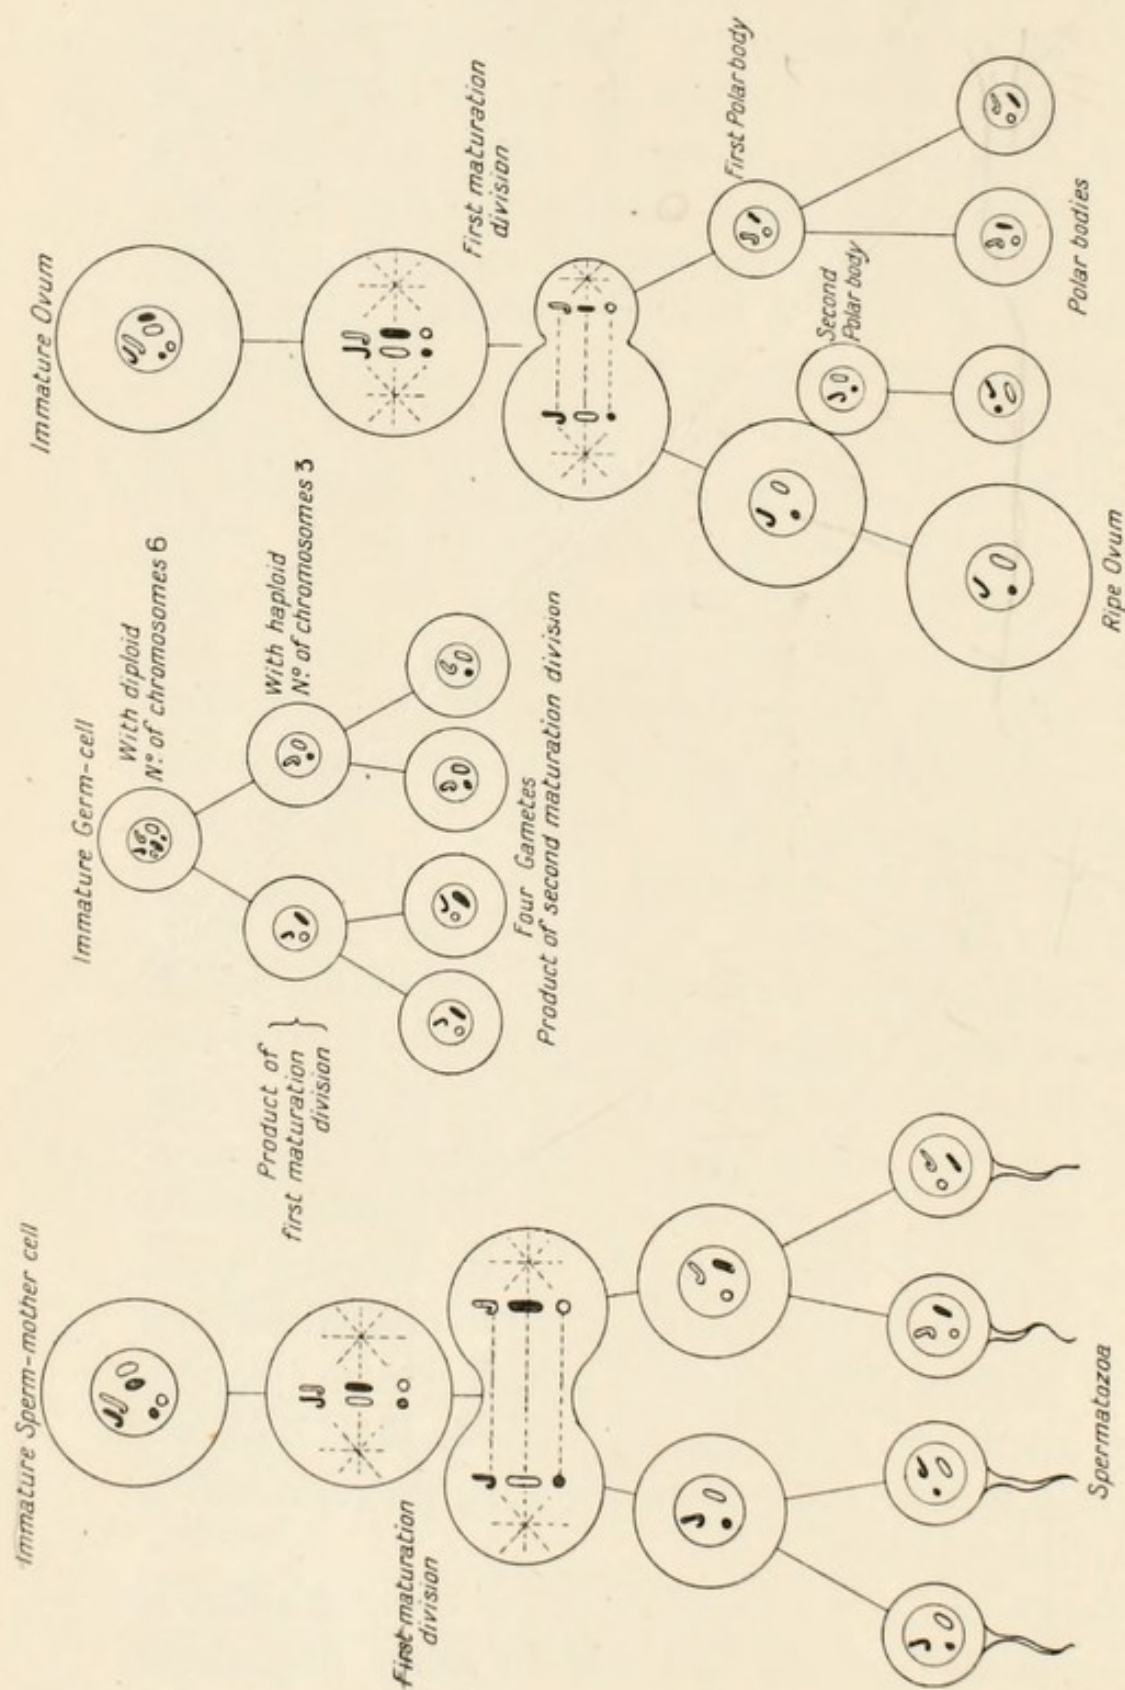 Immature Sperm-mother cell
First maturation
division
Spermatozoa
Immature Germ-cell
With diploid
Nº of chromosomes 6
Product of
first maturation
division
With haploid
Nº of chromosomes 3
Four Gametes
Product of second maturation division
Immature Ovum
First maturation
division
First Polar body
Second
Polar body
Polar bodies
Ripe Ovum